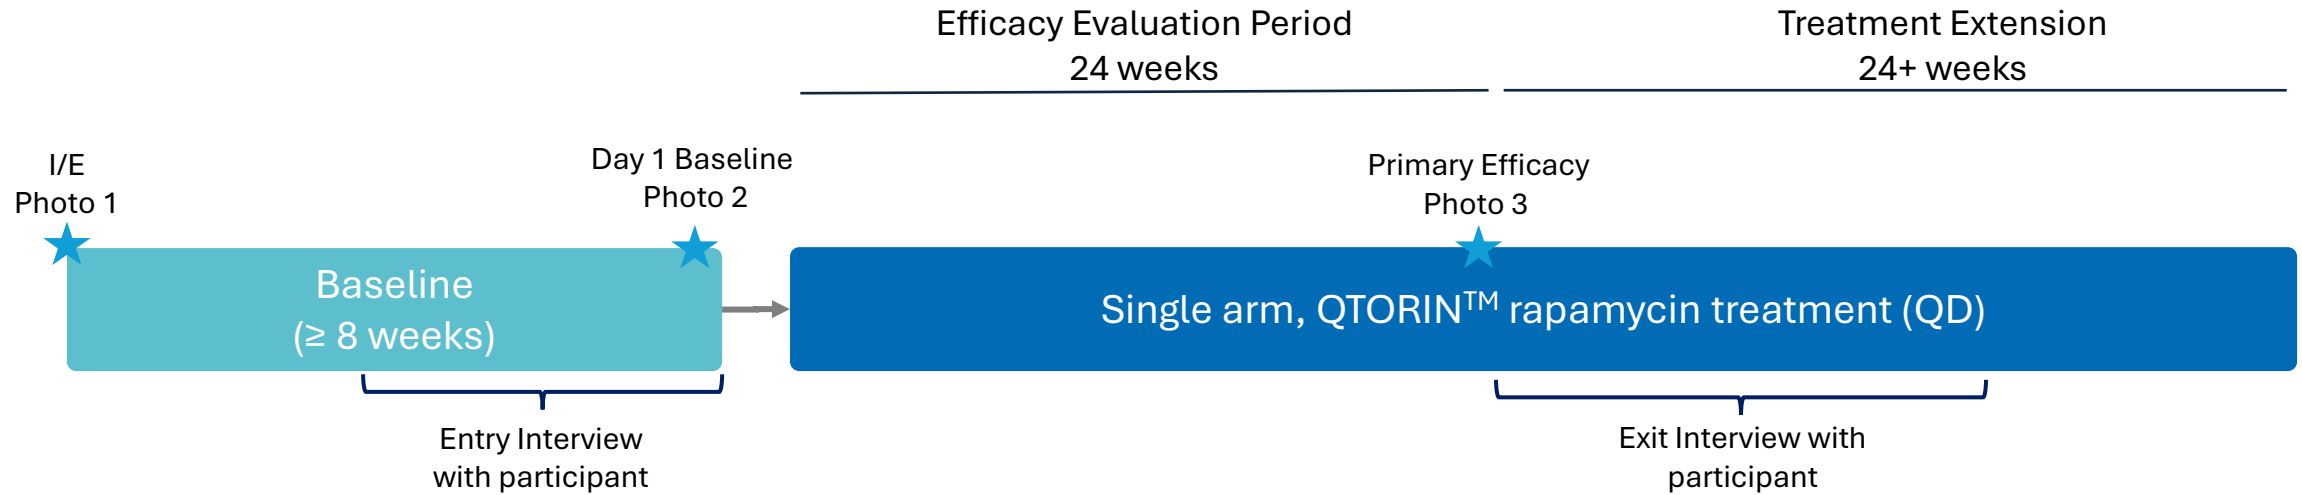 Efficacy Evaluation Period
24 weeks
Treatment Extension
24+ weeks
I/E
Photo 1
Day 1 Baseline
Photo 2
Primary Efficacy
Photo 3
Baseline
(≥ 8 weeks)
Single arm, QTORIN™ rapamycin treatment (QD)
Entry Interview
with participant
Exit Interview with
participant